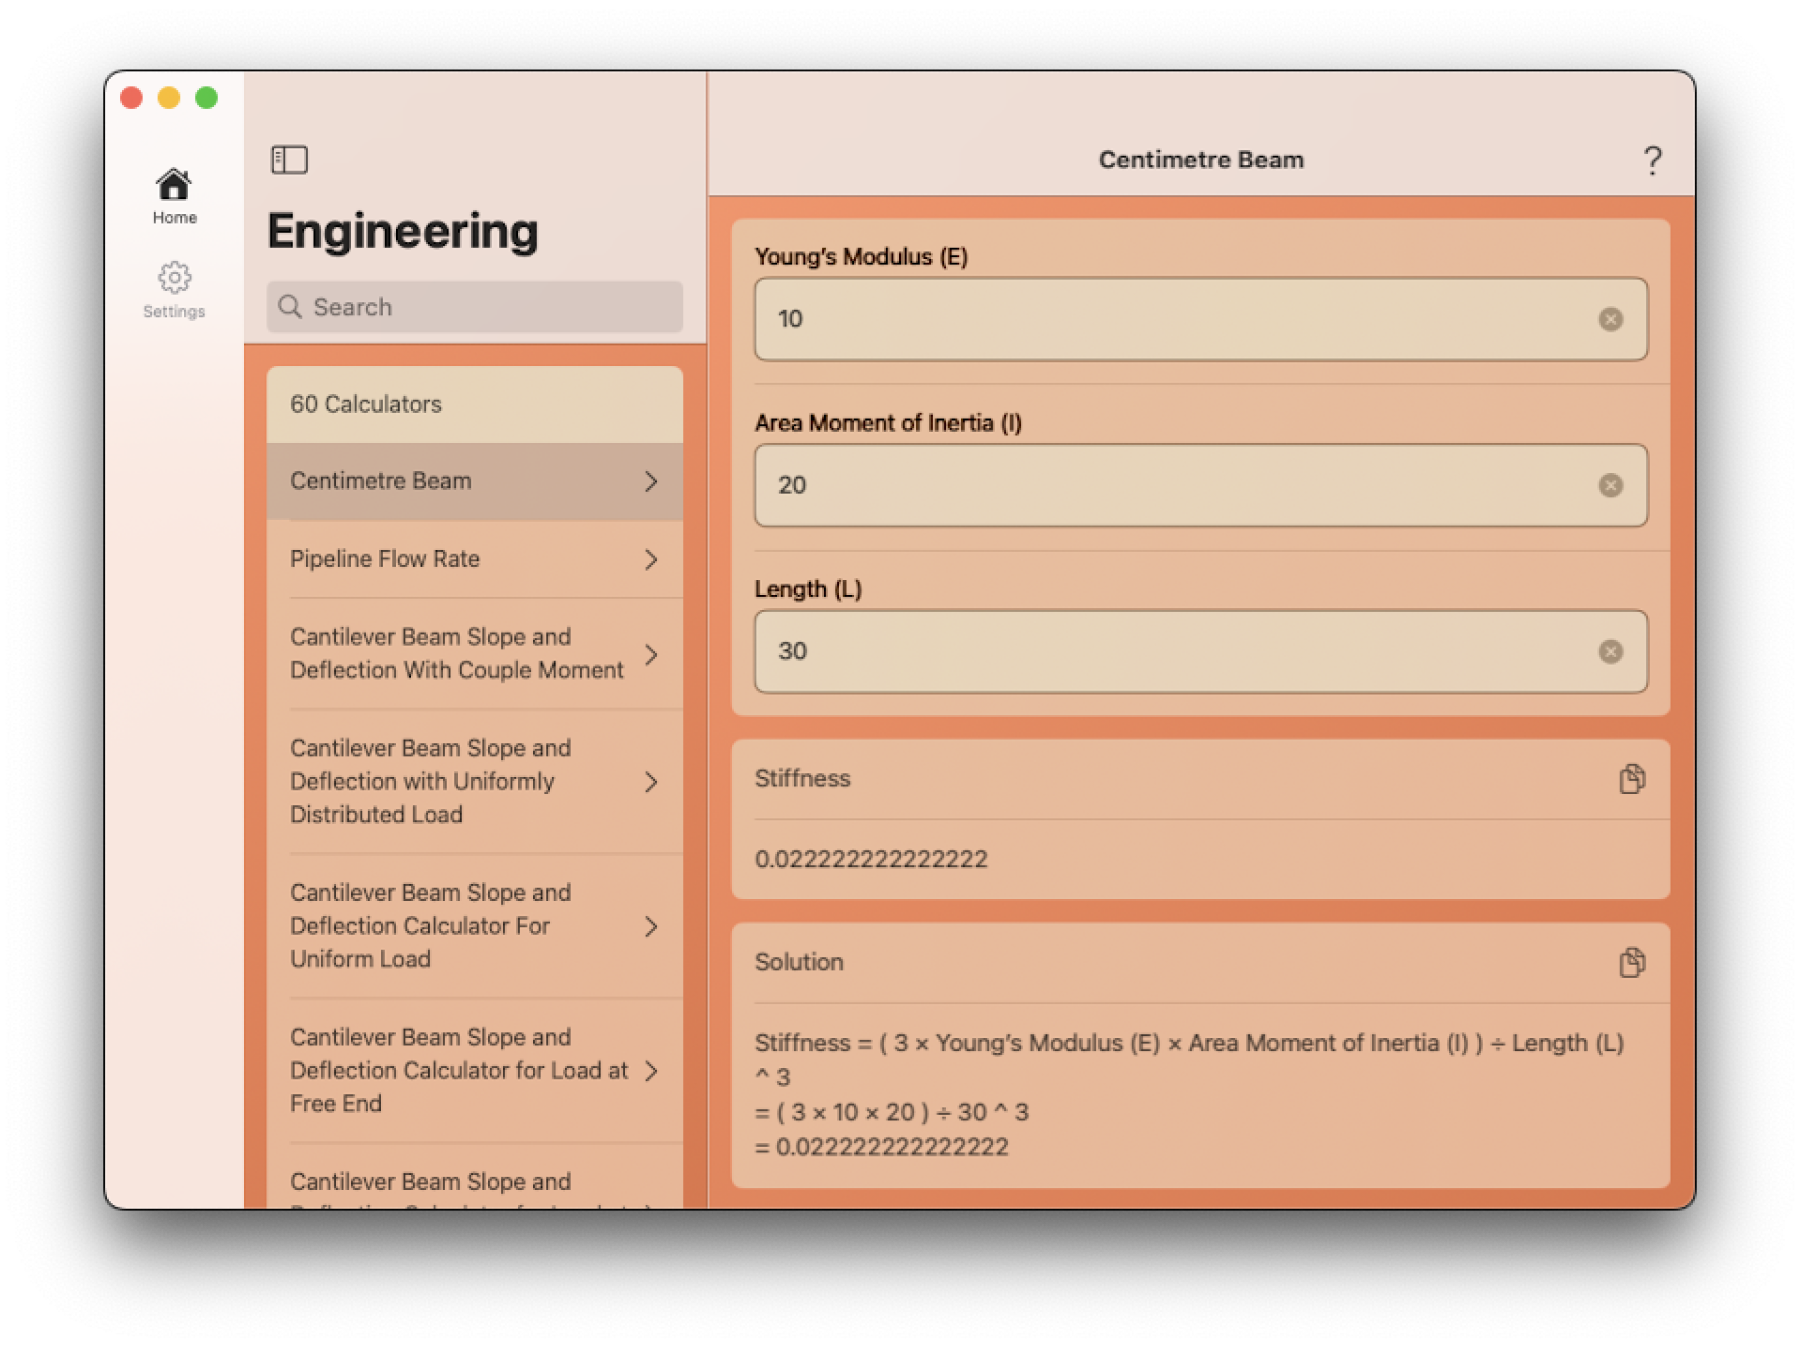 Home
Settings
Engineering
Search
60 Calculators
Centimetre Beam
Pipeline Flow Rate
Cantilever Beam Slope and
Deflection With Couple Moment
Cantilever Beam Slope and
Deflection with Uniformly
Distributed Load
Cantilever Beam Slope and
Deflection Calculator For
Uniform Load
Cantilever Beam Slope and
Deflection Calculator for Load at
Free End
Cantilever Beam Slope and
Centimetre Beam
?
Young's Modulus (E)
10
Area Moment of Inertia (I)
20
Length (L)
30
Stiffness
0.022222222222222
Solution
Stiffness = ( 3 × Young's Modulus (E) × Area Moment of Inertia (I) ) ÷ Length (L)
^ 3
= ( 3 × 10 × 20 ) ÷ 30 ^ 3
= 0.022222222222222